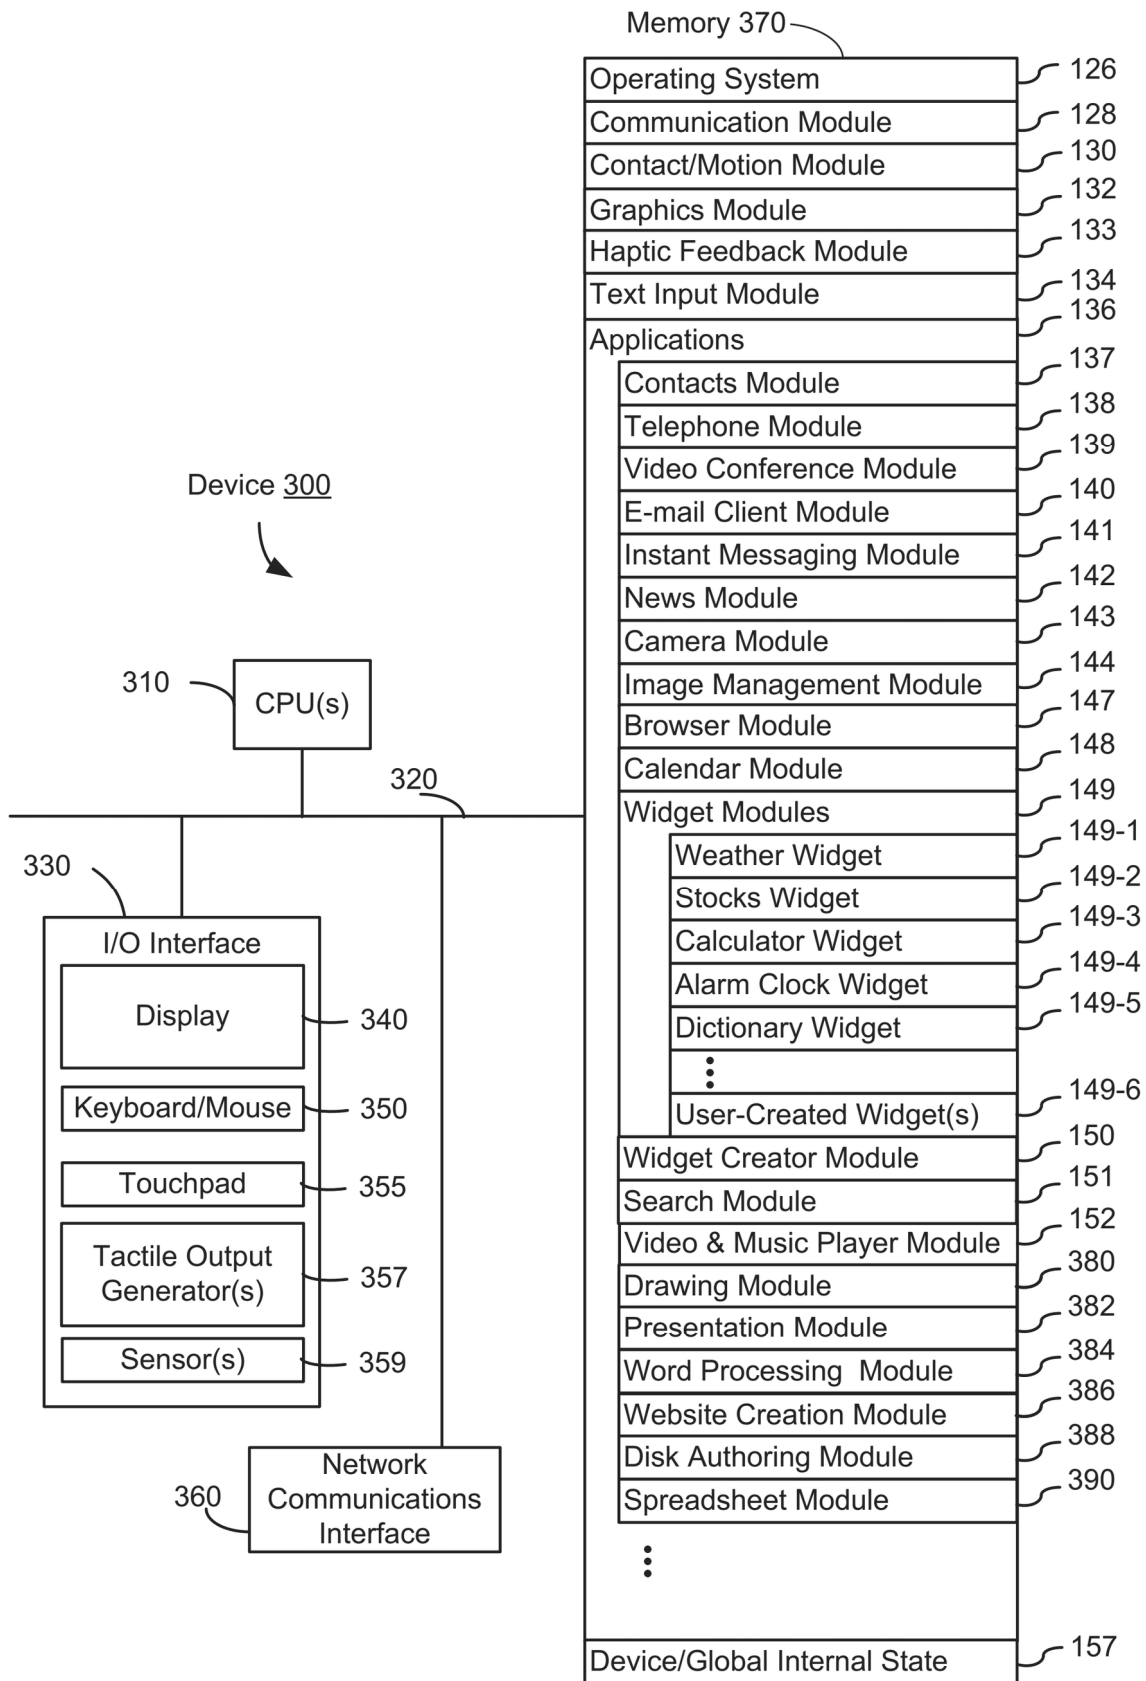 Memory 370
Operating System 126
Communication Module 128
Contact/Motion Module 130
Graphics Module 132
Haptic Feedback Module 133
Text Input Module 134
Applications 136
Contacts Module 137
Telephone Module 138
Video Conference Module 139
E-mail Client Module 140
Instant Messaging Module 141
News Module 142
Camera Module 143
Image Management Module 144
Browser Module 147
Calendar Module 148
Widget Modules 149
Weather Widget 149-1
Stocks Widget 149-2
Calculator Widget 149-3
Alarm Clock Widget 149-4
Dictionary Widget 149-5
User-Created Widget(s) 149-6
Widget Creator Module 150
Search Module 151
Video & Music Player Module 152
Drawing Module 380
Presentation Module 382
Word Processing Module 384
Website Creation Module 386
Disk Authoring Module 388
Spreadsheet Module 390
Device/Global Internal State 157
Device 300
310
CPU(s)
320
330
I/O Interface
Display 340
Keyboard/Mouse 350
Touchpad 355
Tactile Output
Generator(s) 357
Sensor(s) 359
360
Network
Communications
Interface